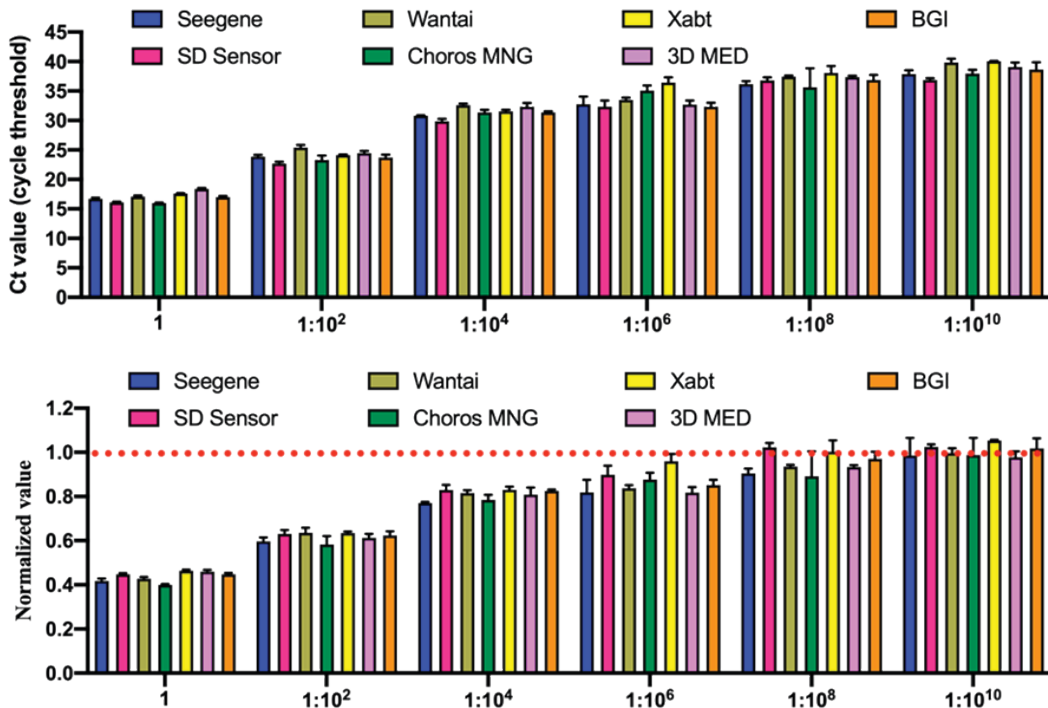 Seegene Wantai Xabt BGI
SD Sensor Choros MNG 3D MED
Ct value (cycle threshold)
45
40
35
30
25
20
15
10
5
0
1 1:10² 1:10⁴ 1:10⁶ 1:10⁸ 1:10¹⁰
Seegene Wantai Xabt BGI
SD Sensor Choros MNG 3D MED
Normalized value
1.2
1.0
0.8
0.6
0.4
0.2
0.0
1 1:10² 1:10⁴ 1:10⁶ 1:10⁸ 1:10¹⁰